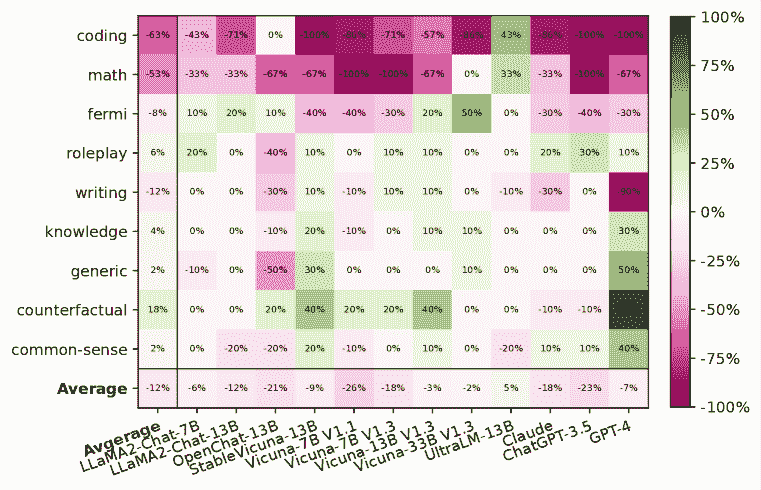 coding -63% -43% -71% 0% -100% -71% -57% 43% -100% -100%
math -53% -33% -33% -67% -67% -100% -100% -67% 0% 33% -33% -100% -67%
fermi -8% 10% 20% 10% -40% -40% -30% 20% 50% 0% -30% -40% -30%
roleplay 6% 20% 0% -40% 10% 0% 10% 10% 0% 0% 20% 30% 10%
writing -12% 0% 0% -30% 10% -10% 10% 10% 0% -10% -30% 0% -90%
knowledge 4% 0% 0% -10% 20% -10% 0% 10% 10% 0% 0% 0% 30%
generic 2% -10% 0% -50% 30% 0% 0% 0% 10% 0% 0% 0% 50%
counterfactual 18% 0% 0% 20% 40% 20% 20% 40% 0% 0% -10% -10%
common-sense 2% 0% -20% -20% 20% -10% 0% 10% 0% -20% 10% 10% 40%
Average -12% -6% -12% -21% -9% -26% -18% -3% -2% 5% -18% -23% -7%
Avgerage
LLaMA2-Chat-7B
LLaMA2-Chat-13B
OpenChat-13B
StableVicuna-13B
Vicuna-7B V1.1
Vicuna-7B V1.3
Vicuna-13B V1.3
Vicuna-33B V1.3
UltraLM-13B
Claude
ChatGPT-3.5
GPT-4
100%
75%
50%
25%
0%
-25%
-50%
-75%
-100%